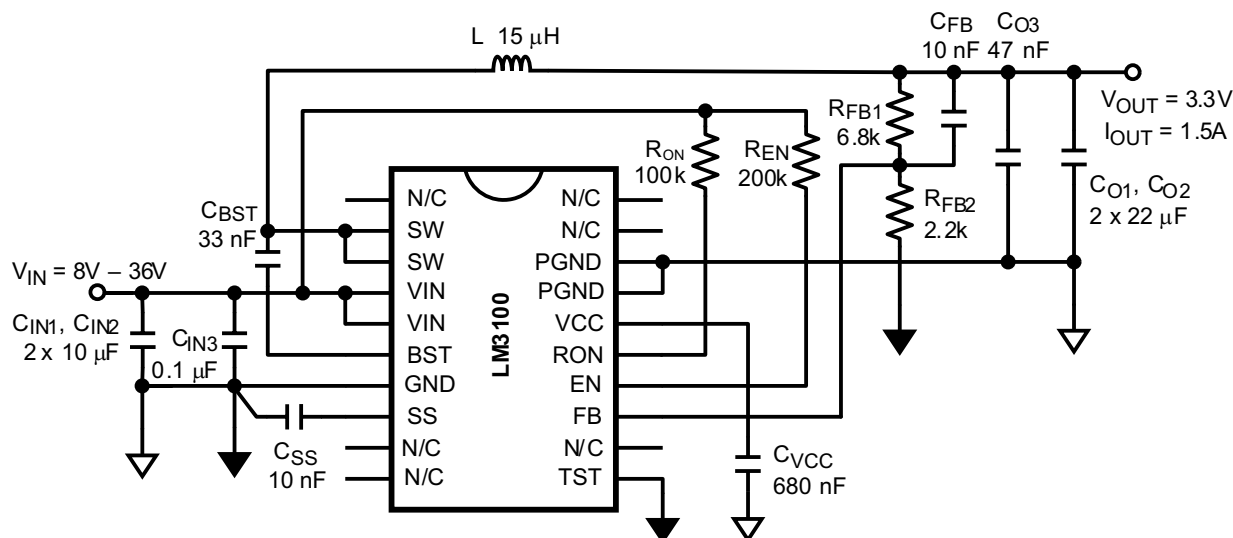 L 15 μH
CFB
10 nF
CO3
47 nF
VOUT = 3.3V
IOUT = 1.5A
RFB1
6.8k
RON
100k
REN
200k
RFB2
2.2k
CO1, CO2
2 x 22 μF
CBST
33 nF
VIN = 8V – 36V
CIN1, CIN2
2 x 10 μF
CIN3
0.1 μF
CSS
10 nF
N/C
SW
SW
VIN
VIN
BST
GND
SS
N/C
N/C
LM3100
N/C
N/C
PGND
PGND
VCC
RON
EN
FB
N/C
TST
CVCC
680 nF